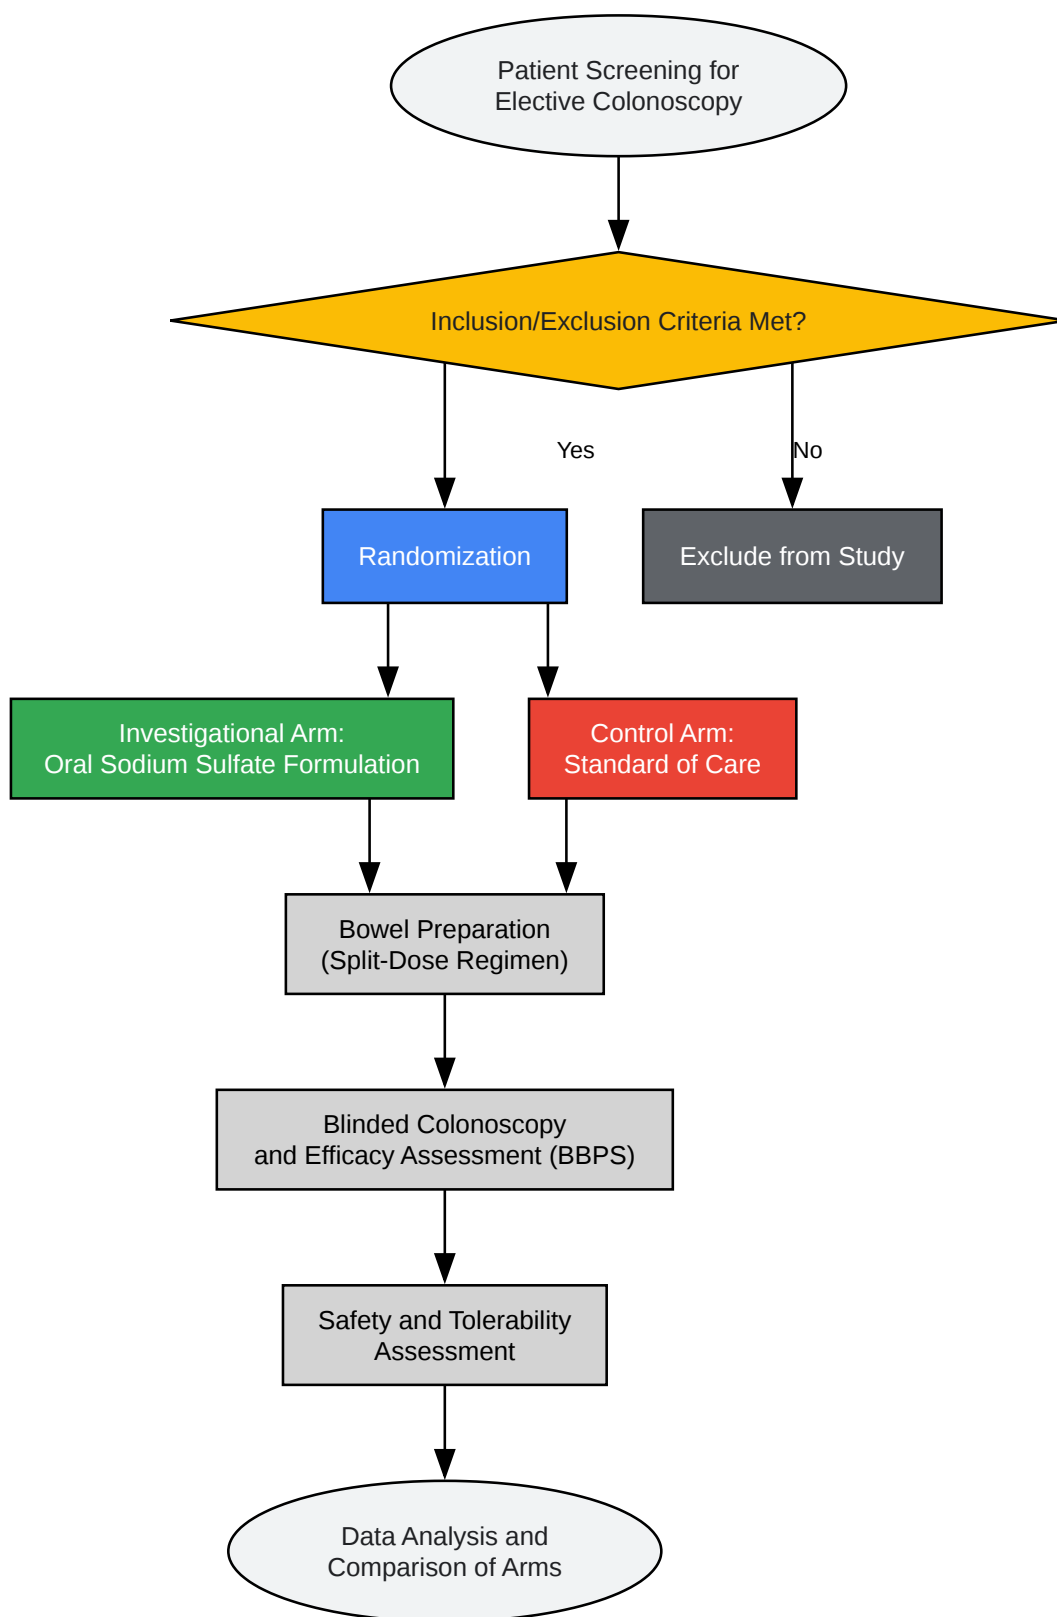 Patient Screening for
Elective Colonoscopy
Inclusion/Exclusion Criteria Met?
Yes
No
Randomization
Exclude from Study
Investigational Arm:
Oral Sodium Sulfate Formulation
Control Arm:
Standard of Care
Bowel Preparation
(Split-Dose Regimen)
Blinded Colonoscopy
and Efficacy Assessment (BBPS)
Safety and Tolerability
Assessment
Data Analysis and
Comparison of Arms